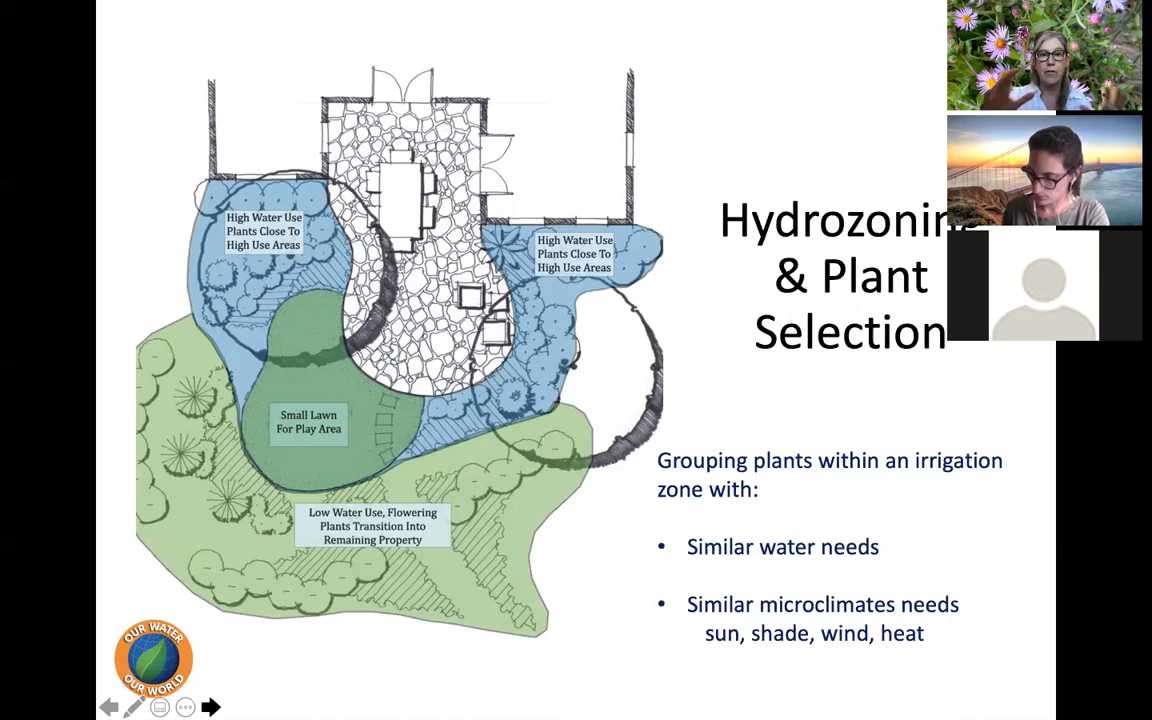 Hydrozoning
& Plant
Selection
High Water Use
Plants Close To
High Use Areas
High Water Use
Plants Close To
High Use Areas
Small Lawn
For Play Area
Low Water Use, Flowering
Plants Transition Into
Remaining Property
Grouping plants within an irrigation
zone with:
• Similar water needs
• Similar microclimates needs
sun, shade, wind, heat
OUR WATER
OUR WORLD